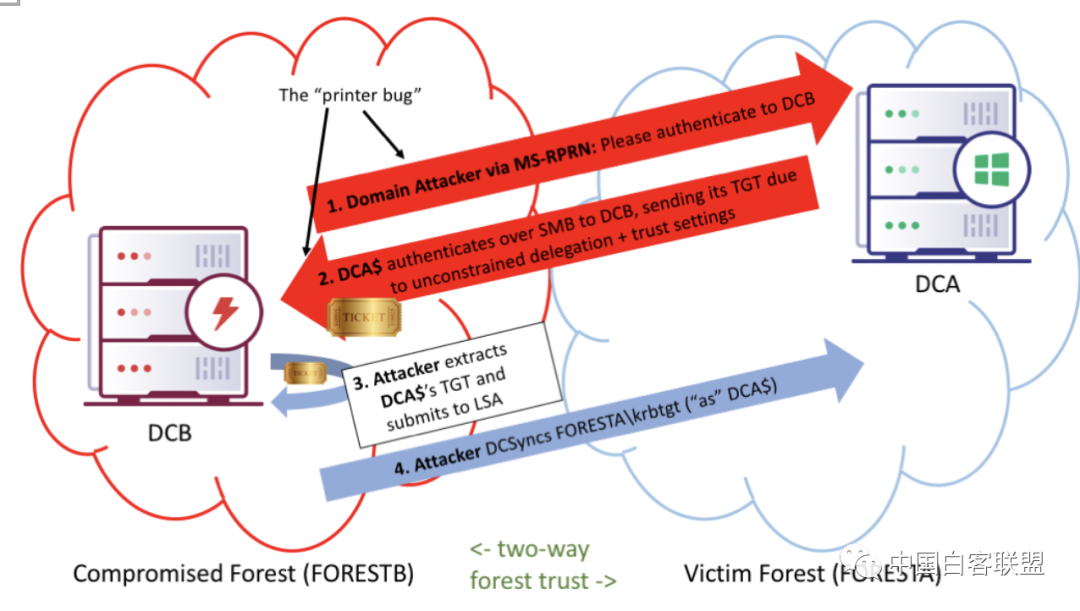 The “printer bug”
1. Domain Attacker via MS-RPRN: Please authenticate to DCB
2. DCA$ authenticates over SMB to DCB, sending its TGT due
to unconstrained delegation + trust settings
TICKET
TICKET
3. Attacker extracts
DCA$’s TGT and
submits to LSA
4. Attacker DCSyncs FORESTA\krbtgt (“as” DCA$)
DCB
DCA
<- two-way
forest trust ->
Compromised Forest (FORESTB)
Victim Forest (FORESTA)
中国白客联盟